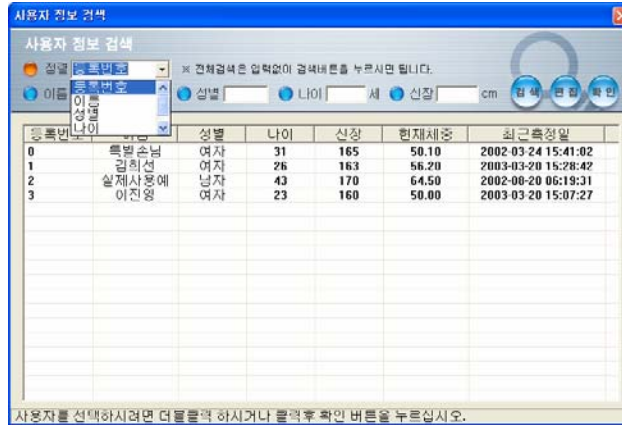 사용자 정보 검색
사용자 정보 검색
정렬 등록번호 ※ 전체검색은 입력없이 검색버튼을 누르시면 됩니다.
이름 성별 나이 세 신장 cm 검색 편집 확인
등록번호
이름
성별
나이
등록번 성별 나이 신장 현재체중 최근측정일
0 특별손님 여자 31 165 50.10 2002-03-24 15:41:02
1 김희선 여자 26 163 56.20 2003-03-20 15:28:42
2 실제사용예 남자 43 170 64.50 2002-08-20 06:19:31
3 이진영 여자 23 160 50.00 2003-03-20 15:07:27
사용자를 선택하시려면 더블클릭 하시거나 클릭후 확인 버튼을 누르십시오.